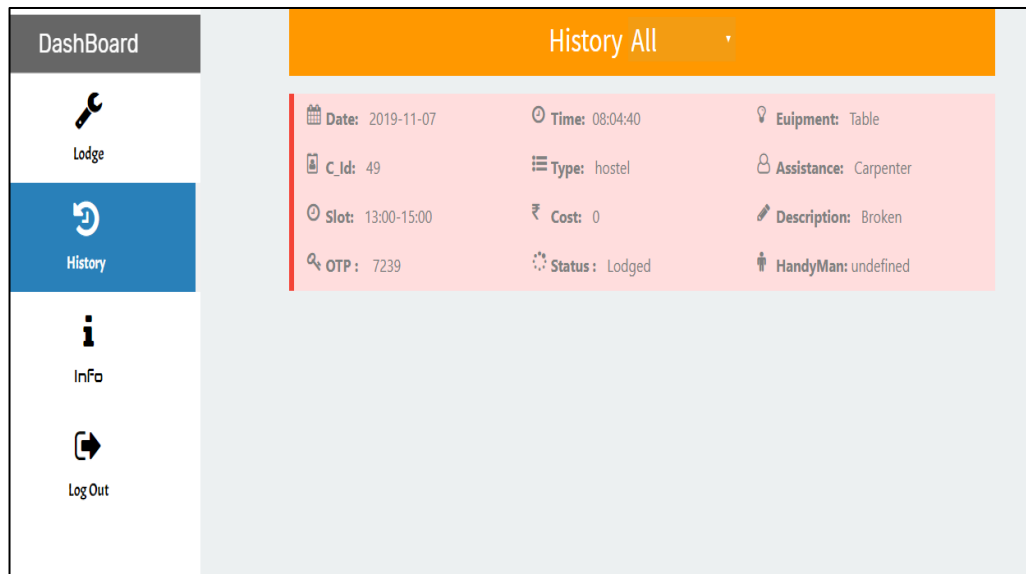 DashBoard
Lodge
History
Info
Log Out
History All
Date: 2019-11-07 Time: 08:04:40 Euipment: Table
C_Id: 49 Type: hostel Assistance: Carpenter
Slot: 13:00-15:00 ₹ Cost: 0 Description: Broken
OTP : 7239 Status : Lodged HandyMan: undefined